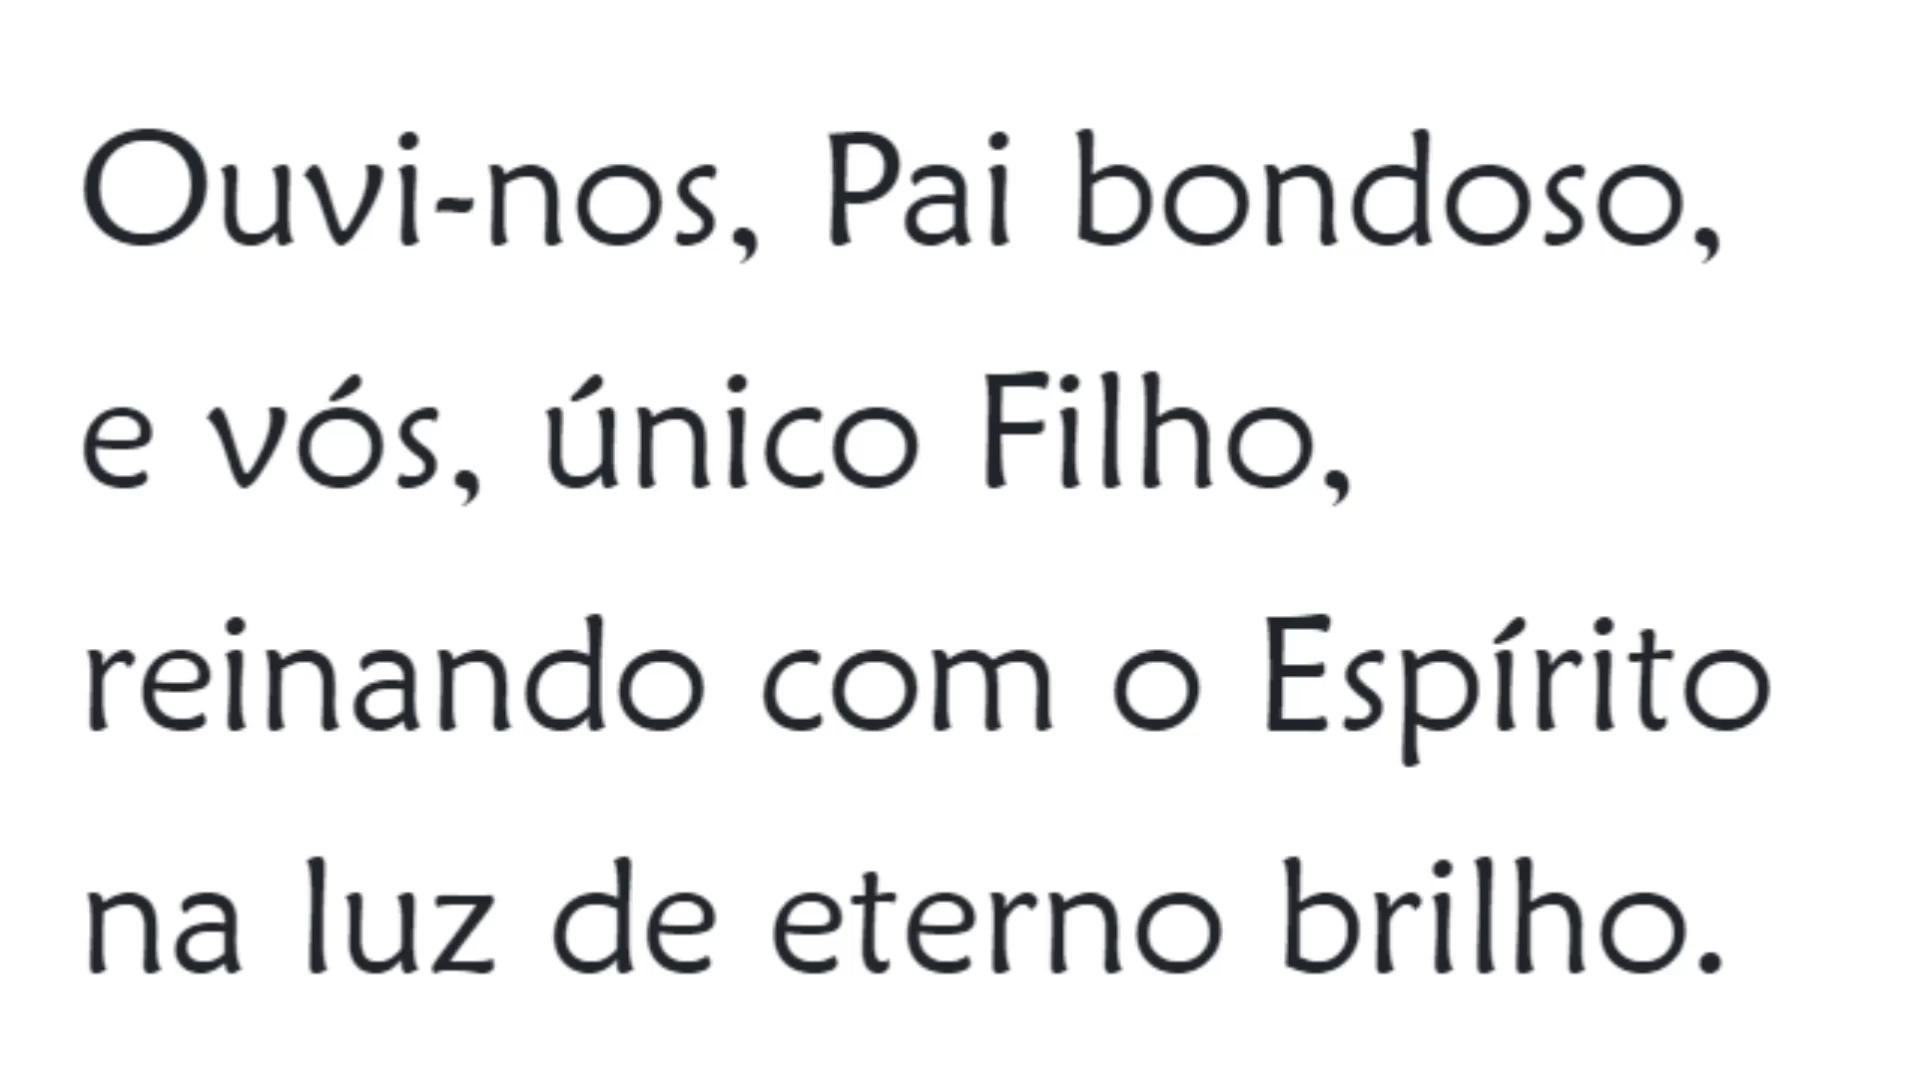 Ouvi-nos, Pai bondoso,
e vós, único Filho,
reinando com o Espírito
na luz de eterno brilho.